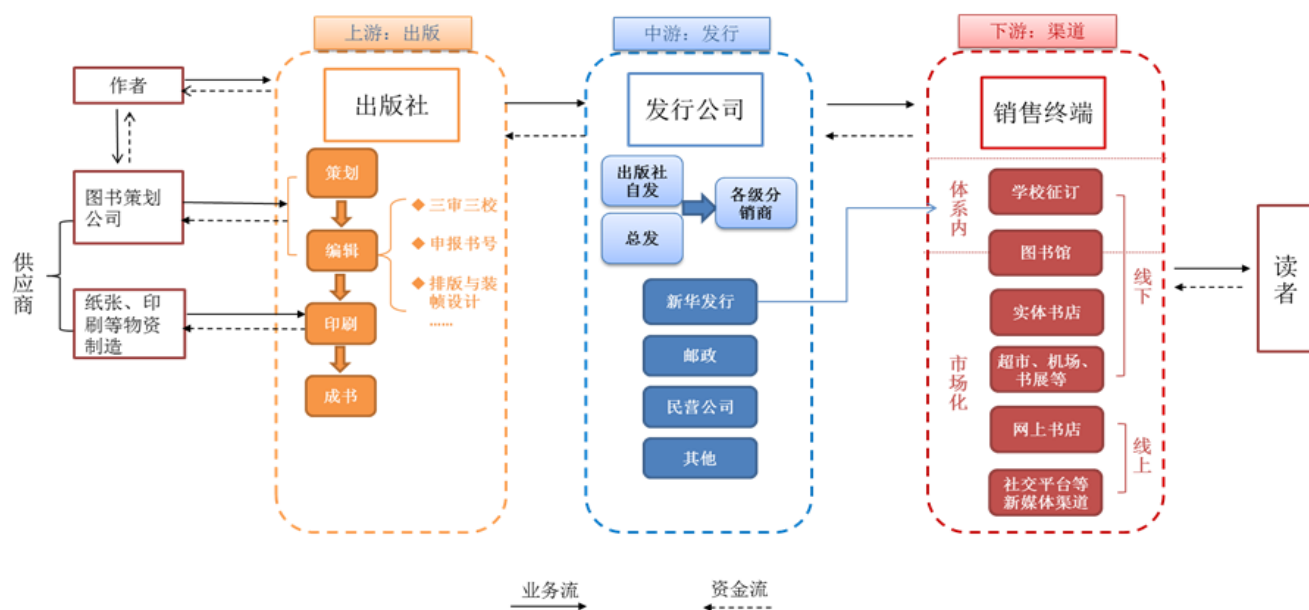 上游：出版
中游：发行
下游：渠道
作者
图书策划
公司
供应商
纸张、印
刷等物资
制造
出版社
策划
编辑
印刷
成书
◆ 三审三校
◆ 申报书号
◆ 排版与装
帧设计
……
发行公司
出版社
自发
总发
各级分
销商
新华发行
邮政
民营公司
其他
销售终端
体系内
市场化
学校征订
图书馆
实体书店
超市、机场、
书展等
网上书店
社交平台等
新媒体渠道
线下
线上
读者
业务流
资金流